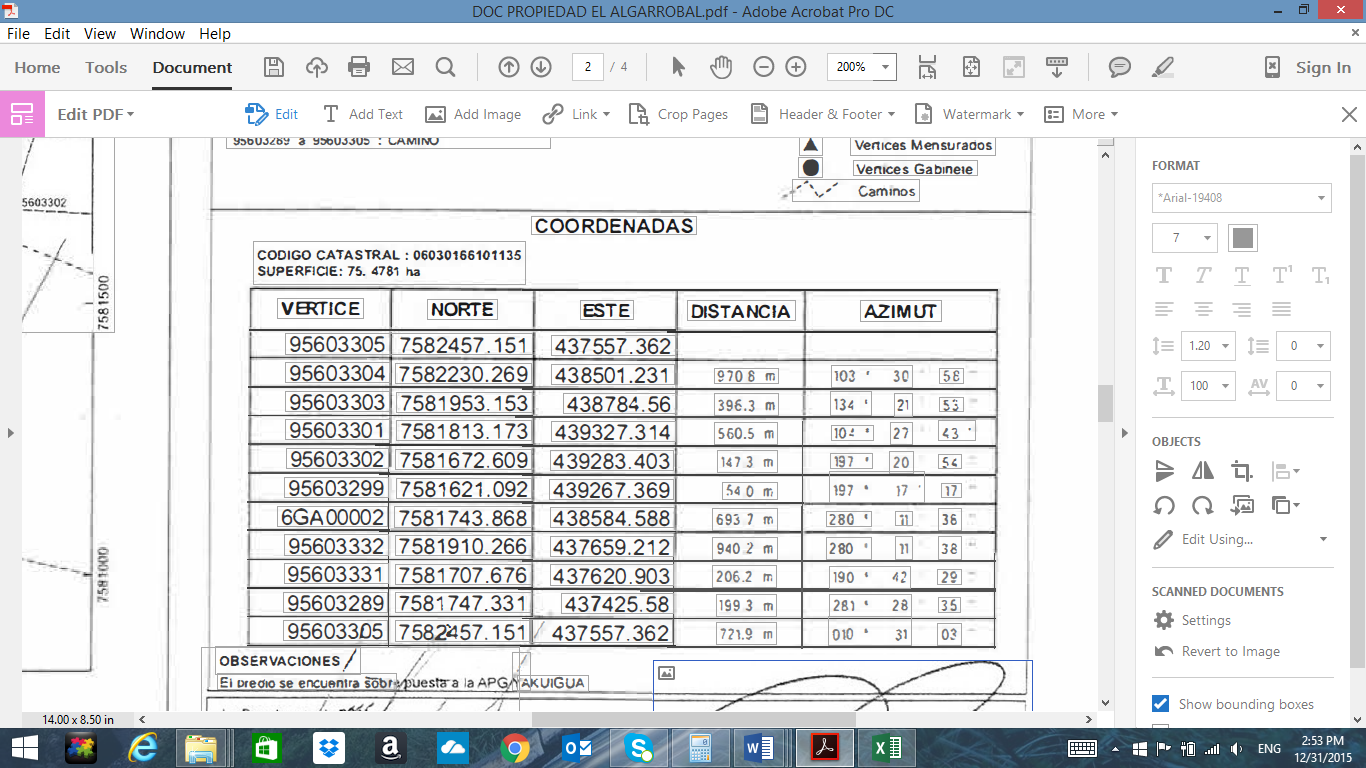 DOC PROPIEDAD EL ALGARROBAL.pdf - Adobe Acrobat Pro DC
File Edit View Window Help
Home Tools Document 2 / 4 200% Sign In
Edit PDF Edit Add Text Add Image Link Crop Pages Header & Footer Watermark More
95603289 a 95603305 : CAMINO
Vertices Mensurados
Vertices Gabinete
Caminos
5603302
7581500
7581000
COORDENADAS
CODIGO CATASTRAL : 06030166101135
SUPERFICIE: 75. 4781 ha
VERTICE NORTE ESTE DISTANCIA AZIMUT
95603305 7582457.151 437557.362
95603304 7582230.269 438501.231 970.8 m 103 ° 30 58
95603303 7581953.153 438784.56 396.3 m 134 ° 21 53
95603301 7581813.173 439327.314 560.5 m 104 ° 27 43
95603302 7581672.609 439283.403 147.3 m 197 ° 20 54
95603299 7581621.092 439267.369 54.0 m 197 ° 17 ' 17
6GA00002 7581743.868 438584.588 693.7 m 280 ° 11 36
95603332 7581910.266 437659.212 940.2 m 280 ° 11 38
95603331 7581707.676 437620.903 206.2 m 190 ° 42 29
95603289 7581747.331 437425.58 199.3 m 281 ° 28 35
95603305 7582457.151 437557.362 721.9 m 010 ° 31 03
OBSERVACIONES
El predio se encuentra sobrepuesta a la APG YAKUIGUA
14.00 x 8.50 in
FORMAT
*Arial-19408
7
T T T T¹ T₁
1.20 0
100 AV 0
OBJECTS
Edit Using...
SCANNED DOCUMENTS
Settings
Revert to Image
Show bounding boxes
ENG 2:53 PM
12/31/2015